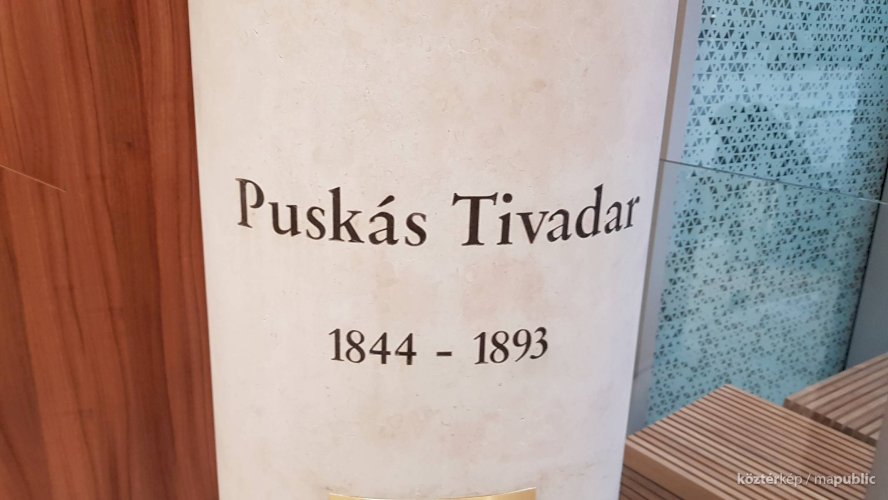 Puskás Tivadar
1844 - 1893
köztérkép / mapublic